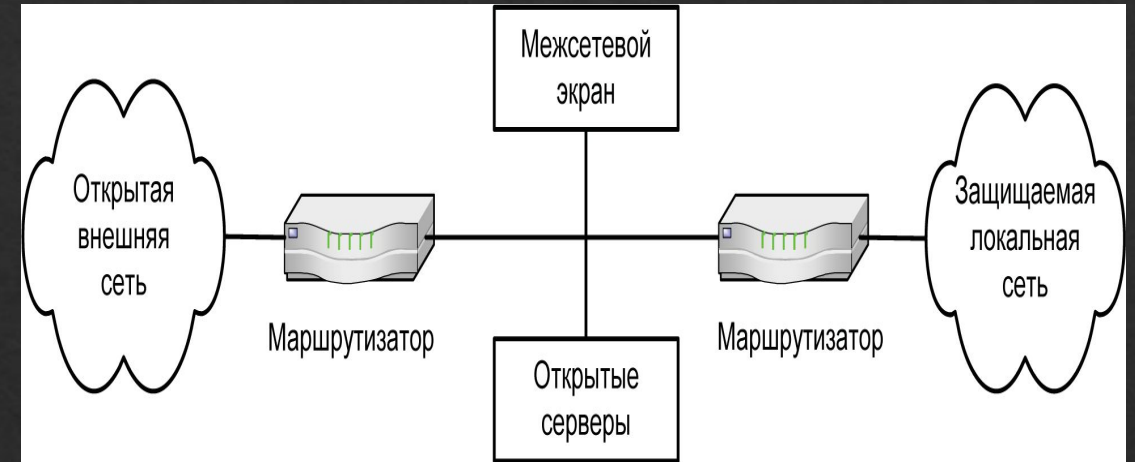 Межсетевой
экран
Открытая
внешняя
сеть
Защищаемая
локальная
сеть
Маршрутизатор
Маршрутизатор
Открытые
серверы